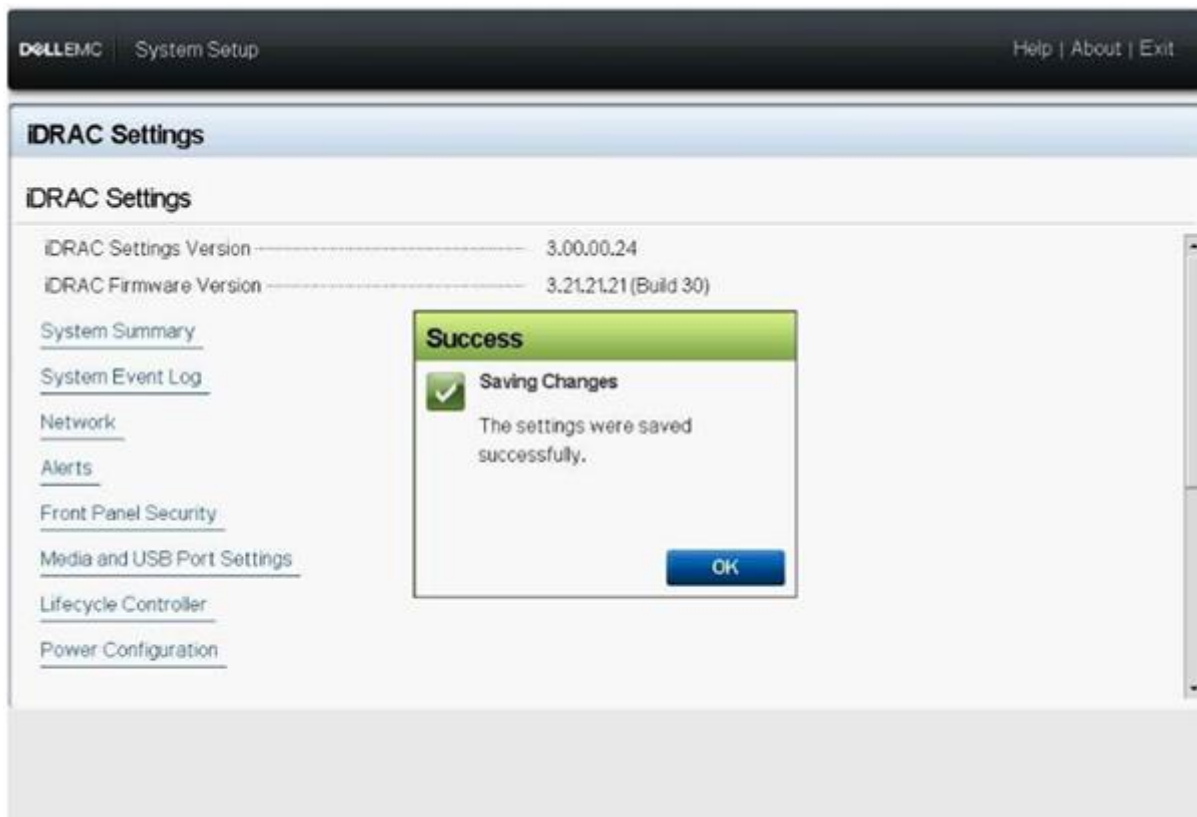 DELLEMC System Setup Help | About | Exit
iDRAC Settings
iDRAC Settings
iDRAC Settings Version 3.00.00.24
iDRAC Firmware Version 3.21.21.21 (Build 30)
System Summary
System Event Log
Network
Alerts
Front Panel Security
Media and USB Port Settings
Lifecycle Controller
Power Configuration
Success
Saving Changes
The settings were saved
successfully.
OK